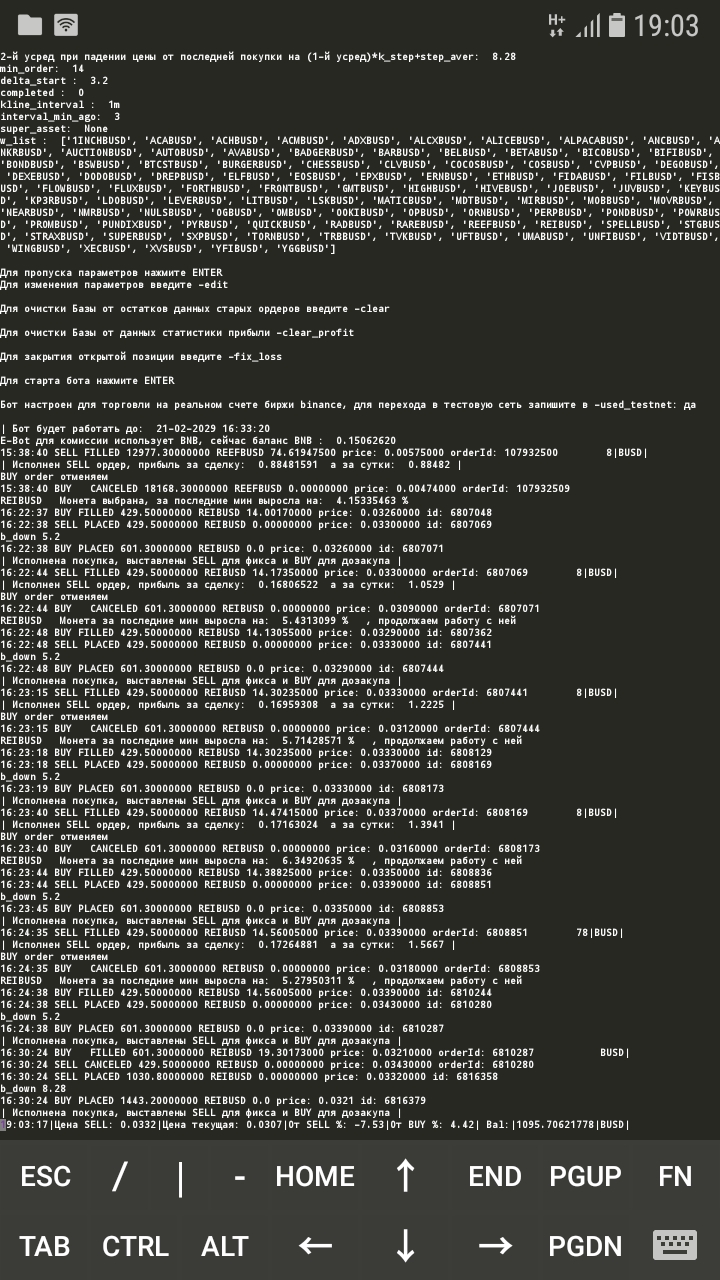 H+ 19:03
2-й усред при падении цены от последней покупки на (1-й усред)*k_step+step_aver:  8.28
min_order:  14
delta_start :  3.2
completed :  0
kline_interval :  1m
interval_min_ago:  3
super_asset:  None
w_list :  ['1INCHBUSD', 'ACABUSD', 'ACHBUSD', 'ACMBUSD', 'ADXBUSD', 'ALCXBUSD', 'ALICEBUSD', 'ALPACABUSD', 'ANCBUSD', 'A
NKRBUSD', 'AUCTIONBUSD', 'AUTOBUSD', 'AVABUSD', 'BADGERBUSD', 'BARBUSD', 'BELBUSD', 'BETABUSD', 'BICOBUSD', 'BIFIBUSD',
'BONDBUSD', 'BSWBUSD', 'BTCSTBUSD', 'BURGERBUSD', 'CHESSBUSD', 'CLVBUSD', 'COCOSBUSD', 'COSBUSD', 'CVPBUSD', 'DEGOBUSD',
'DEXEBUSD', 'DODOBUSD', 'DREPBUSD', 'ELFBUSD', 'EOSBUSD', 'EPXBUSD', 'ERNBUSD', 'ETHBUSD', 'FIDABUSD', 'FILBUSD', 'FISB
USD', 'FLOWBUSD', 'FLUXBUSD', 'FORTHBUSD', 'FRONTBUSD', 'GMTBUSD', 'HIGHBUSD', 'HIVEBUSD', 'JOEBUSD', 'JUVBUSD', 'KEYBUS
D', 'KP3RBUSD', 'LDOBUSD', 'LEVERBUSD', 'LITBUSD', 'LSKBUSD', 'MATICBUSD', 'MDTBUSD', 'MIRBUSD', 'MOBBUSD', 'MOVRBUSD',
'NEARBUSD', 'NMRBUSD', 'NULSBUSD', 'OGBUSD', 'OMBUSD', 'OOKIBUSD', 'OPBUSD', 'ORNBUSD', 'PERPBUSD', 'PONDBUSD', 'POWRBUS
D', 'PROMBUSD', 'PUNDIXBUSD', 'PYRBUSD', 'QUICKBUSD', 'RADBUSD', 'RAREBUSD', 'REEFBUSD', 'REIBUSD', 'SPELLBUSD', 'STGBUS
D', 'STRAXBUSD', 'SUPERBUSD', 'SXPBUSD', 'TORNBUSD', 'TRBBUSD', 'TVKBUSD', 'UFTBUSD', 'UMABUSD', 'UNFIBUSD', 'VIDTBUSD',
'WINGBUSD', 'XECBUSD', 'XVSBUSD', 'YFIBUSD', 'YGGBUSD']
Для пропуска параметров нажмите ENTER
Для изменения параметров введите -edit
Для очистки Базы от остатков данных старых ордеров введите -clear
Для очистки Базы от данных статистики прибыли -clear_profit
Для закрытия открытой позиции введите -fix_loss
Для старта бота нажмите ENTER
Бот настроен для торговли на реальном счете биржи binance, для перехода в тестовую сеть запишите в -used_testnet: да
| Бот будет работать до:  21-02-2029 16:33:20
E-Bot для комиссии использует BNB, сейчас баланс BNB :  0.15062620
15:38:40 SELL FILLED 12977.30000000 REEFBUSD 74.61947500 price: 0.00575000 orderId: 107932500 8|BUSD|
| Исполнен SELL ордер, прибыль за сделку:  0.88481591  а за сутки:  0.88482 |
BUY order отменяем
15:38:40 BUY   CANCELED 18168.30000000 REEFBUSD 0.00000000 price: 0.00474000 orderId: 107932509
REIBUSD   Монета выбрана, за последние мин выросла на:  4.15335463 %
16:22:37 BUY FILLED 429.50000000 REIBUSD 14.00170000 price: 0.03260000 id: 6807048
16:22:38 SELL PLACED 429.50000000 REIBUSD 0.00000000 price: 0.03300000 id: 6807069
b_down 5.2
16:22:38 BUY PLACED 601.30000000 REIBUSD 0.0 price: 0.03260000 id: 6807071
| Исполнена покупка, выставлены SELL для фикса и BUY для дозакупа |
16:22:44 SELL FILLED 429.50000000 REIBUSD 14.17350000 price: 0.03300000 orderId: 6807069 8|BUSD|
| Исполнен SELL ордер, прибыль за сделку:  0.16806522  а за сутки:  1.0529 |
BUY order отменяем
16:22:44 BUY   CANCELED 601.30000000 REIBUSD 0.00000000 price: 0.03090000 orderId: 6807071
REIBUSD   Монета за последние мин выросла на:  5.4313099 %   , продолжаем работу с ней
16:22:48 BUY FILLED 429.50000000 REIBUSD 14.13055000 price: 0.03290000 id: 6807362
16:22:48 SELL PLACED 429.50000000 REIBUSD 0.00000000 price: 0.03330000 id: 6807441
b_down 5.2
16:22:48 BUY PLACED 601.30000000 REIBUSD 0.0 price: 0.03290000 id: 6807444
| Исполнена покупка, выставлены SELL для фикса и BUY для дозакупа |
16:23:15 SELL FILLED 429.50000000 REIBUSD 14.30235000 price: 0.03330000 orderId: 6807441 8|BUSD|
| Исполнен SELL ордер, прибыль за сделку:  0.16959308  а за сутки:  1.2225 |
BUY order отменяем
16:23:15 BUY   CANCELED 601.30000000 REIBUSD 0.00000000 price: 0.03120000 orderId: 6807444
REIBUSD   Монета за последние мин выросла на:  5.71428571 %   , продолжаем работу с ней
16:23:18 BUY FILLED 429.50000000 REIBUSD 14.30235000 price: 0.03330000 id: 6808129
16:23:18 SELL PLACED 429.50000000 REIBUSD 0.00000000 price: 0.03370000 id: 6808169
b_down 5.2
16:23:19 BUY PLACED 601.30000000 REIBUSD 0.0 price: 0.03330000 id: 6808173
| Исполнена покупка, выставлены SELL для фикса и BUY для дозакупа |
16:23:40 SELL FILLED 429.50000000 REIBUSD 14.47415000 price: 0.03370000 orderId: 6808169 8|BUSD|
| Исполнен SELL ордер, прибыль за сделку:  0.17163024  а за сутки:  1.3941 |
BUY order отменяем
16:23:40 BUY   CANCELED 601.30000000 REIBUSD 0.00000000 price: 0.03160000 orderId: 6808173
REIBUSD   Монета за последние мин выросла на:  6.34920635 %   , продолжаем работу с ней
16:23:44 BUY FILLED 429.50000000 REIBUSD 14.38825000 price: 0.03350000 id: 6808836
16:23:44 SELL PLACED 429.50000000 REIBUSD 0.00000000 price: 0.03390000 id: 6808851
b_down 5.2
16:23:45 BUY PLACED 601.30000000 REIBUSD 0.0 price: 0.03350000 id: 6808853
| Исполнена покупка, выставлены SELL для фикса и BUY для дозакупа |
16:24:35 SELL FILLED 429.50000000 REIBUSD 14.56005000 price: 0.03390000 orderId: 6808851 78|BUSD|
| Исполнен SELL ордер, прибыль за сделку:  0.17264881  а за сутки:  1.5667 |
BUY order отменяем
16:24:35 BUY   CANCELED 601.30000000 REIBUSD 0.00000000 price: 0.03180000 orderId: 6808853
REIBUSD   Монета за последние мин выросла на:  5.27950311 %   , продолжаем работу с ней
16:24:38 BUY FILLED 429.50000000 REIBUSD 14.56005000 price: 0.03390000 id: 6810244
16:24:38 SELL PLACED 429.50000000 REIBUSD 0.00000000 price: 0.03430000 id: 6810280
b_down 5.2
16:24:38 BUY PLACED 601.30000000 REIBUSD 0.0 price: 0.03390000 id: 6810287
| Исполнена покупка, выставлены SELL для фикса и BUY для дозакупа |
16:30:24 BUY   FILLED 601.30000000 REIBUSD 19.30173000 price: 0.03210000 orderId: 6810287 BUSD|
16:30:24 SELL CANCELED 429.50000000 REIBUSD 0.00000000 price: 0.03430000 orderId: 6810280
16:30:24 SELL PLACED 1030.80000000 REIBUSD 0.00000000 price: 0.03320000 id: 6816358
b_down 8.28
16:30:24 BUY PLACED 1443.20000000 REIBUSD 0.0 price: 0.0321 id: 6816379
| Исполнена покупка, выставлены SELL для фикса и BUY для дозакупа |
19:03:17|Цена SELL: 0.0332|Цена текущая: 0.0307|От SELL %: -7.53|От BUY %: 4.42| Bal:|1095.70621778|BUSD|
ESC / | - HOME ↑ END PGUP FN
TAB CTRL ALT ← ↓ → PGDN